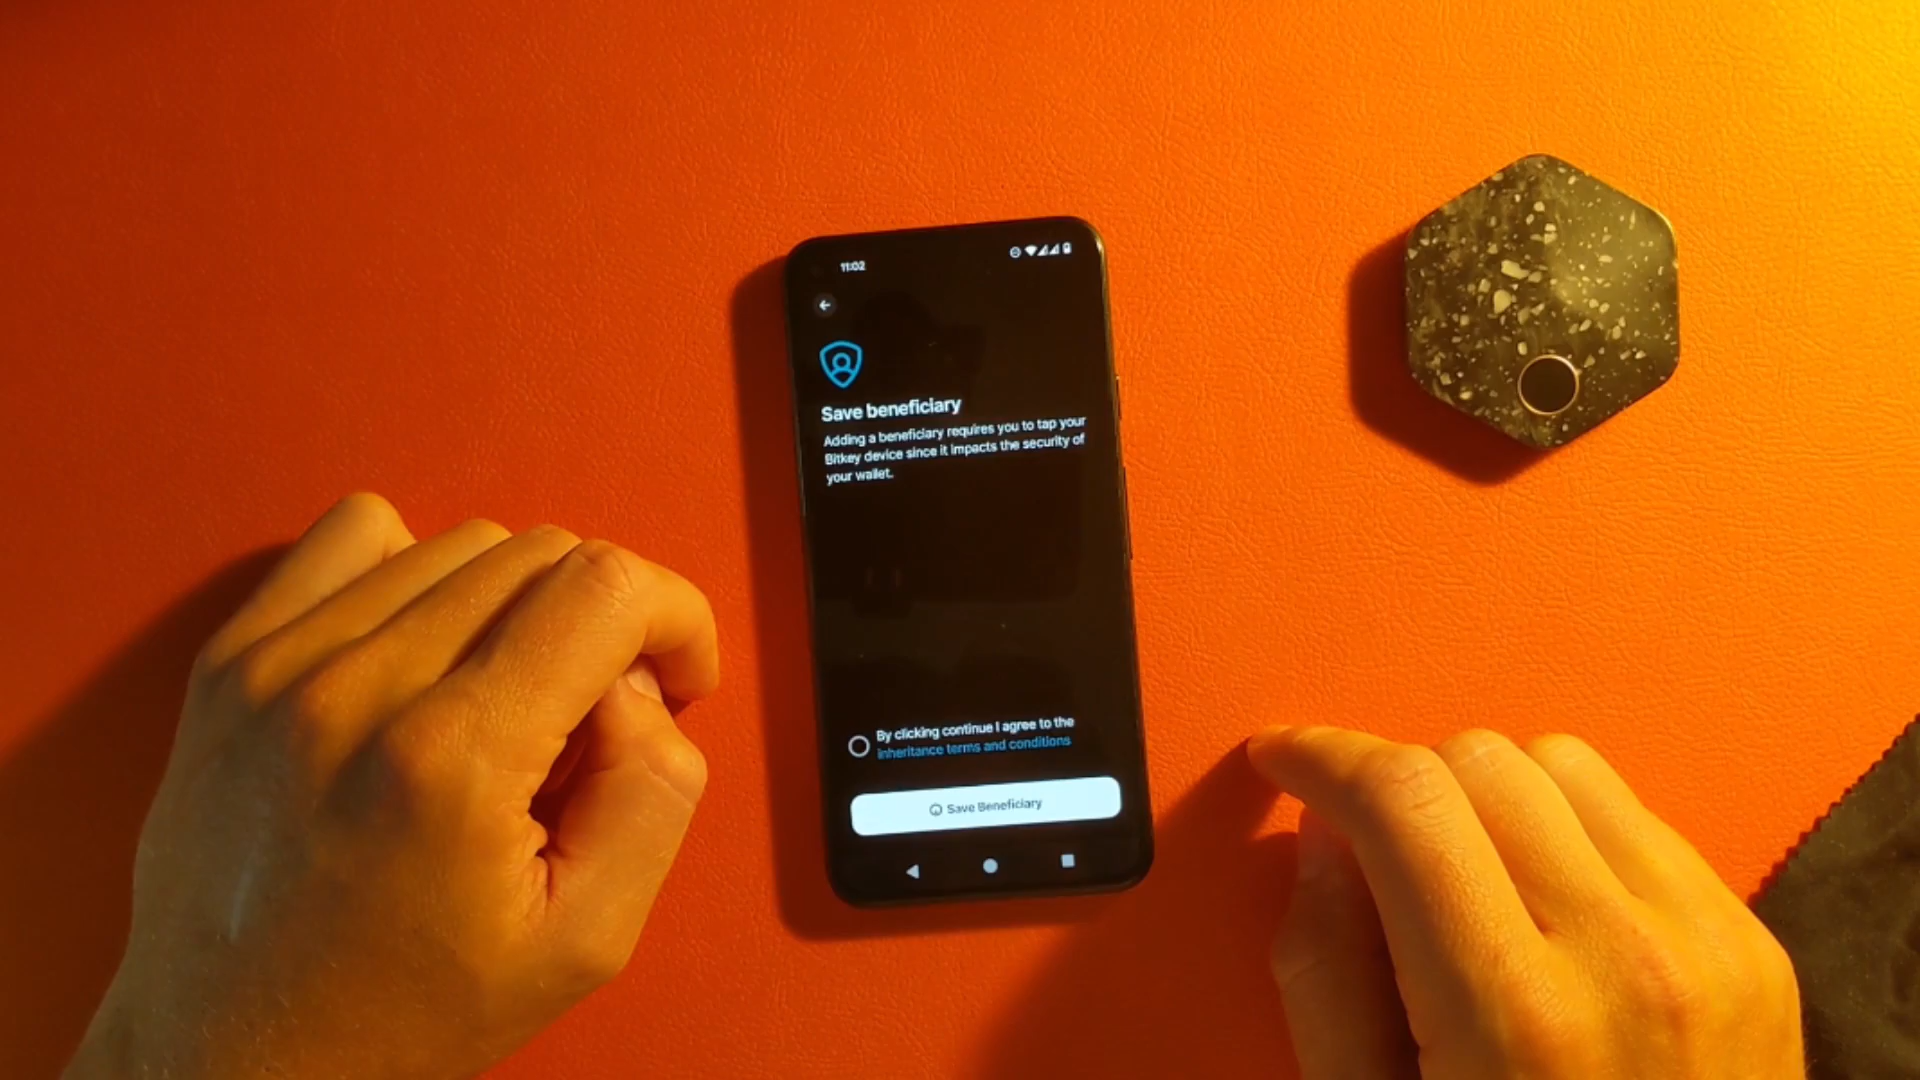 11:02
Save beneficiary
Adding a beneficiary requires you to tap your
Bitkey device since it impacts the security of
your wallet.
By clicking continue I agree to the
inheritance terms and conditions
Save Beneficiary